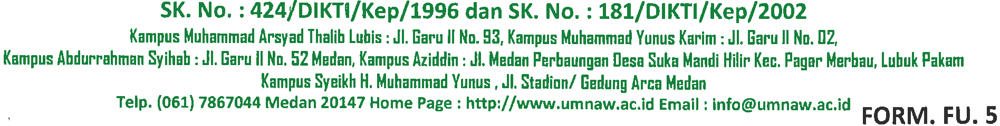 SK. No. : 424/DIKTI/Kep/1996 dan SK. No. : 181/DIKTI/Kep/2002
Kampus Muhammad Arsyad Thalib Lubis : Jl. Garu II No. 93, Kampus Muhammad Yunus Karim : Jl. Garu II No. 02,
Kampus Abdurrahman Syihab : Jl. Garu II No. 52 Medan, Kampus Aziddin : Jl. Medan Perbaungan Desa Suka Mandi Hilir Kec. Pagar Merbau, Lubuk Pakam
Kampus Syeikh H. Muhammad Yunus , Jl. Stadion/ Gedung Arca Medan
Telp. (061) 7867044 Medan 20147 Home Page : http://www.umnaw.ac.id Email : info@umnaw.ac.id
FORM. FU. 5